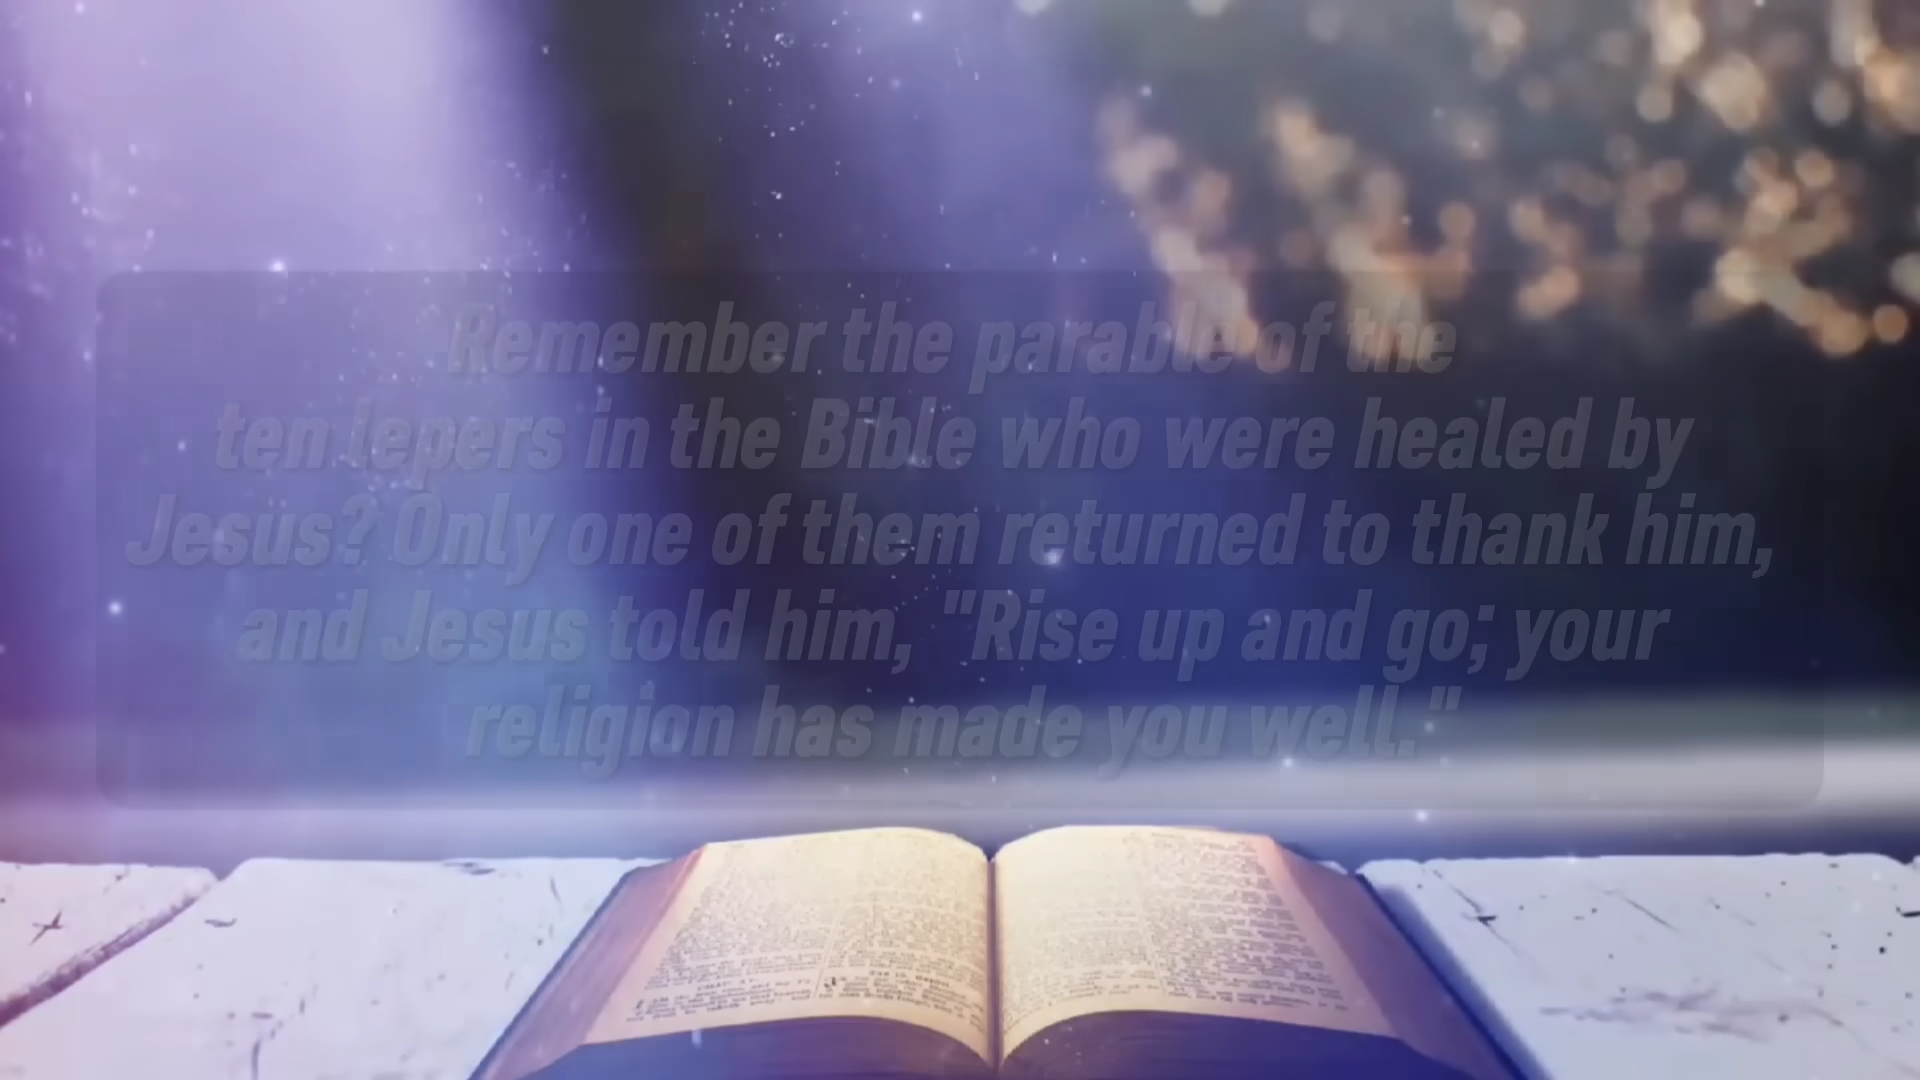 Remember the parable of the
ten lepers in the Bible who were healed by
Jesus? Only one of them returned to thank him,
and Jesus told him, "Rise up and go; your
religion has made you well."